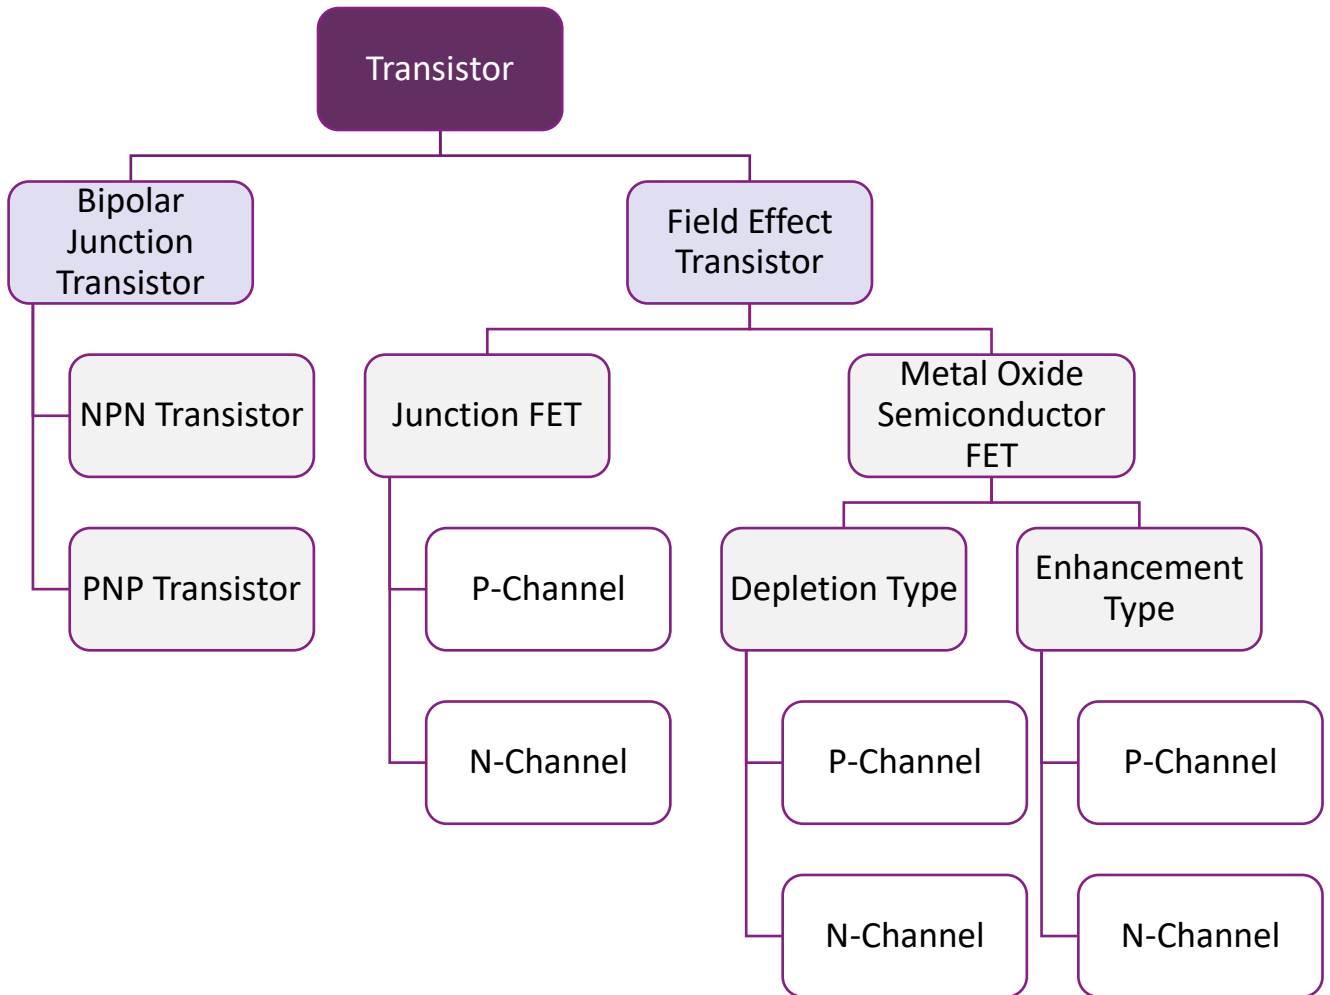 Transistor
Bipolar
Junction
Transistor
Field Effect
Transistor
NPN Transistor
Junction FET
Metal Oxide
Semiconductor
FET
PNP Transistor
P-Channel
Depletion Type
Enhancement
Type
N-Channel
P-Channel
P-Channel
N-Channel
N-Channel